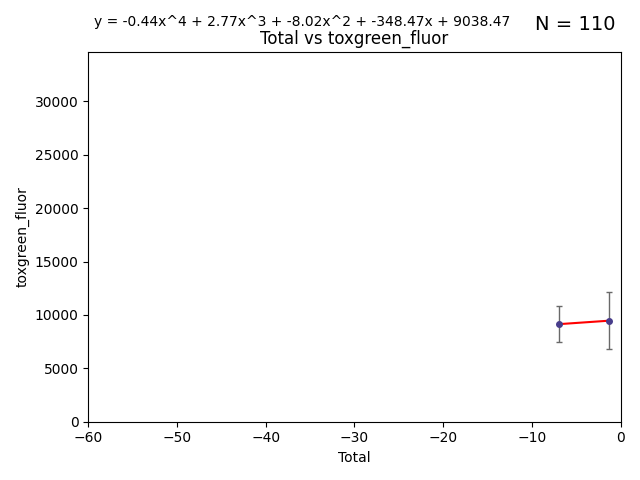 y = -0.44x^4 + 2.77x^3 + -8.02x^2 + -348.47x + 9038.47
N = 110
Total vs toxgreen_fluor
30000
25000
20000
15000
10000
5000
0
toxgreen_fluor
−60 −50 −40 −30 −20 −10 0
Total